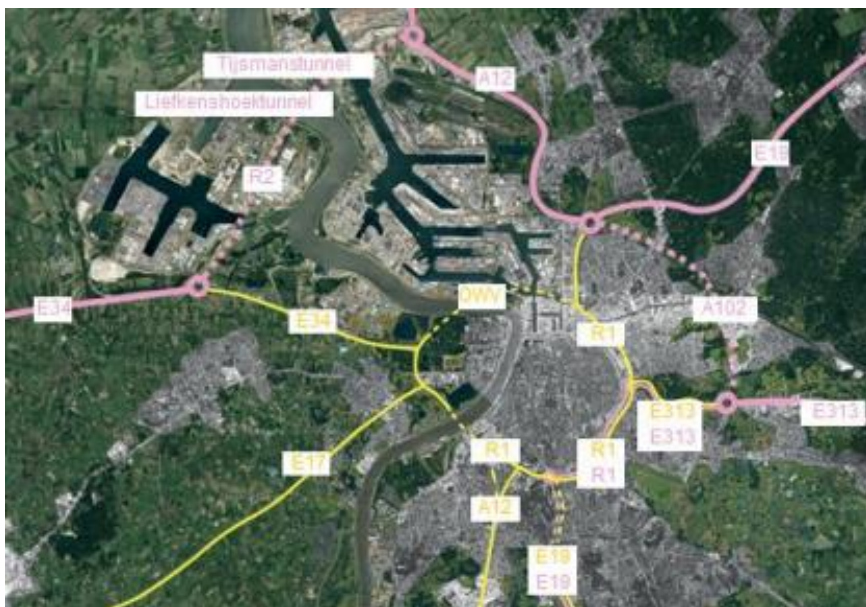 Tijsmanstunnel
A12
Liefkenshoektunnel
E19
R2
OWV
E34
A102
E34
R1
E313
E313
E313
E17
R1
R1
R1
A12
E19
E19